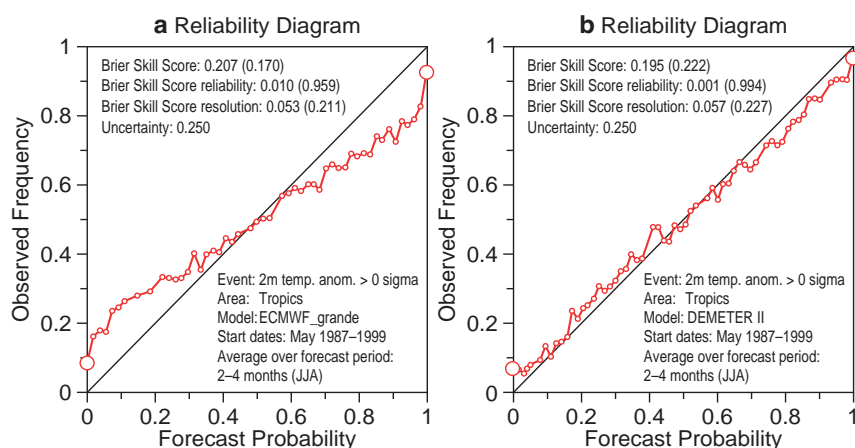 a Reliability Diagram
Observed Frequency
1
0.8
0.6
0.4
0.2
0
Brier Skill Score: 0.207 (0.170)
Brier Skill Score reliability: 0.010 (0.959)
Brier Skill Score resolution: 0.053 (0.211)
Uncertainty: 0.250
Event: 2m temp. anom. > 0 sigma
Area: Tropics
Model: ECMWF_grande
Start dates: May 1987–1999
Average over forecast period:
2–4 months (JJA)
0 0.2 0.4 0.6 0.8 1
Forecast Probability
b Reliability Diagram
Observed Frequency
1
0.8
0.6
0.4
0.2
0
Brier Skill Score: 0.195 (0.222)
Brier Skill Score reliability: 0.001 (0.994)
Brier Skill Score resolution: 0.057 (0.227)
Uncertainty: 0.250
Event: 2m temp. anom. > 0 sigma
Area: Tropics
Model: DEMETER II
Start dates: May 1987–1999
Average over forecast period:
2–4 months (JJA)
0 0.2 0.4 0.6 0.8 1
Forecast Probability